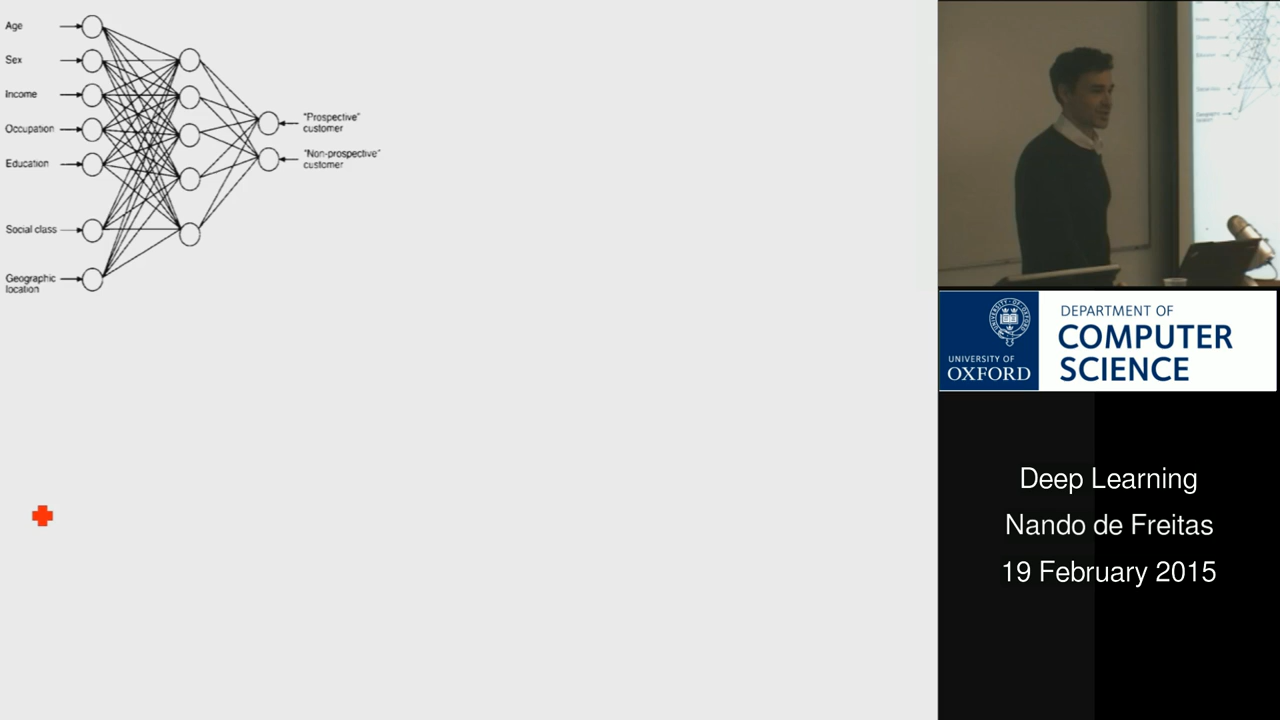 Age
Sex
Income
Occupation
Education
Social class
Geographic
location
"Prospective"
customer
"Non-prospective"
customer
UNIVERSITY OF
OXFORD
DEPARTMENT OF
COMPUTER
SCIENCE
Deep Learning
Nando de Freitas
19 February 2015